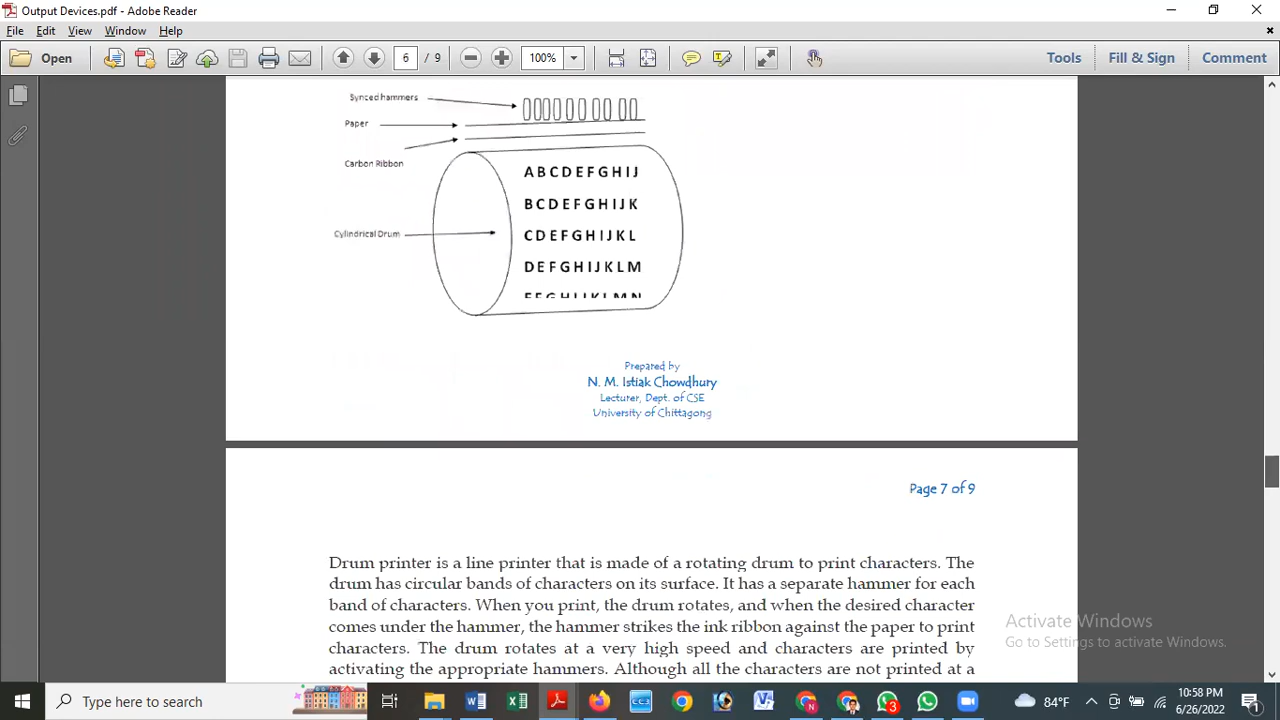 Output Devices.pdf - Adobe Reader
File Edit View Window Help
Open 6 / 9 100% Tools Fill & Sign Comment
Synced hammers
Paper
Carbon Ribbon
Cylindrical Drum
A B C D E F G H I J
B C D E F G H I J K
C D E F G H I J K L
D E F G H I J K L M
E F G H I J K L M N
Prepared by
N. M. Istiak Chowdhury
Lecturer, Dept. of CSE
University of Chittagong
Page 7 of 9
Drum printer is a line printer that is made of a rotating drum to print characters. The
drum has circular bands of characters on its surface. It has a separate hammer for each
band of characters. When you print, the drum rotates, and when the desired character
comes under the hammer, the hammer strikes the ink ribbon against the paper to print
characters. The drum rotates at a very high speed and characters are printed by
activating the appropriate hammers. Although all the characters are not printed at a
Activate Windows
Go to Settings to activate Windows.
Type here to search
84°F
10:58 PM
6/26/2022